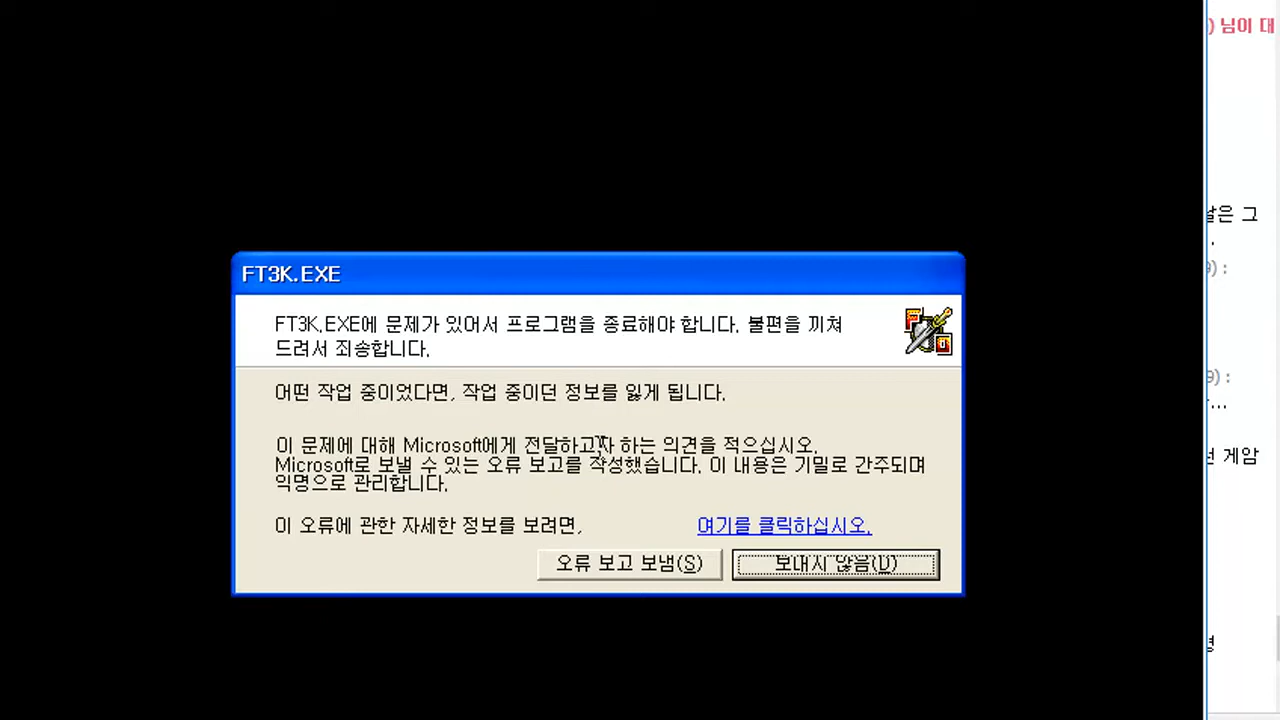 ) 님이 대
FT3K.EXE
FT3K.EXE에 문제가 있어서 프로그램을 종료해야 합니다. 불편을 끼쳐
드려서 죄송합니다.
어떤 작업 중이었다면, 작업 중이던 정보를 잃게 됩니다.
이 문제에 대해 Microsoft에게 전달하고자 하는 의견을 적으십시오.
Microsoft로 보낼 수 있는 오류 보고를 작성했습니다. 이 내용은 기밀로 간주되며
익명으로 관리합니다.
이 오류에 관한 자세한 정보를 보려면, 여기를 클릭하십시오.
오류 보고 보냄(S) 보내지 않음(D)
은 그
.
9):
9):
...
게암